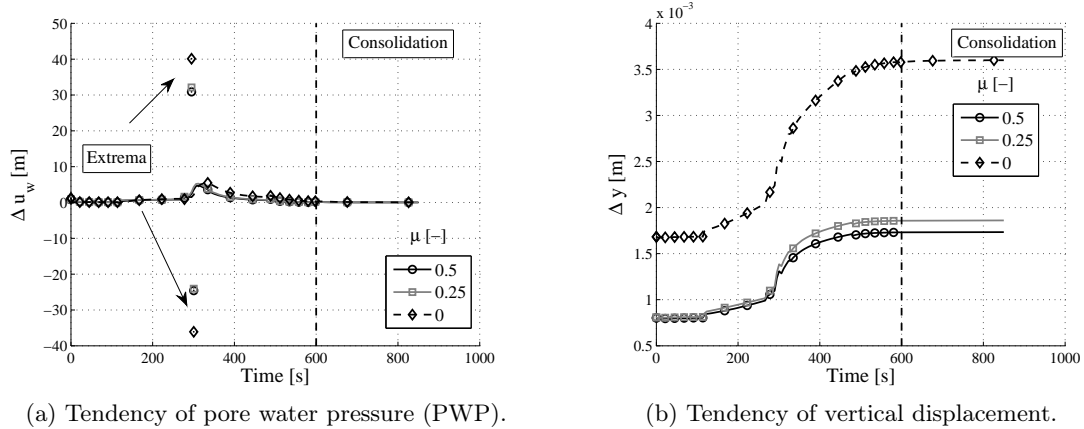 50
40
30
20
10
0
−10
−20
−30
−40
Δ u_w [m]
Consolidation
Extrema
μ [−]
0.5
0.25
0
0 200 400 600 800 1000
Time [s]
(a) Tendency of pore water pressure (PWP).
x 10⁻³
4
3.5
3
2.5
2
1.5
1
0.5
Δ y [m]
Consolidation
μ [−]
0.5
0.25
0
0 200 400 600 800 1000
Time [s]
(b) Tendency of vertical displacement.